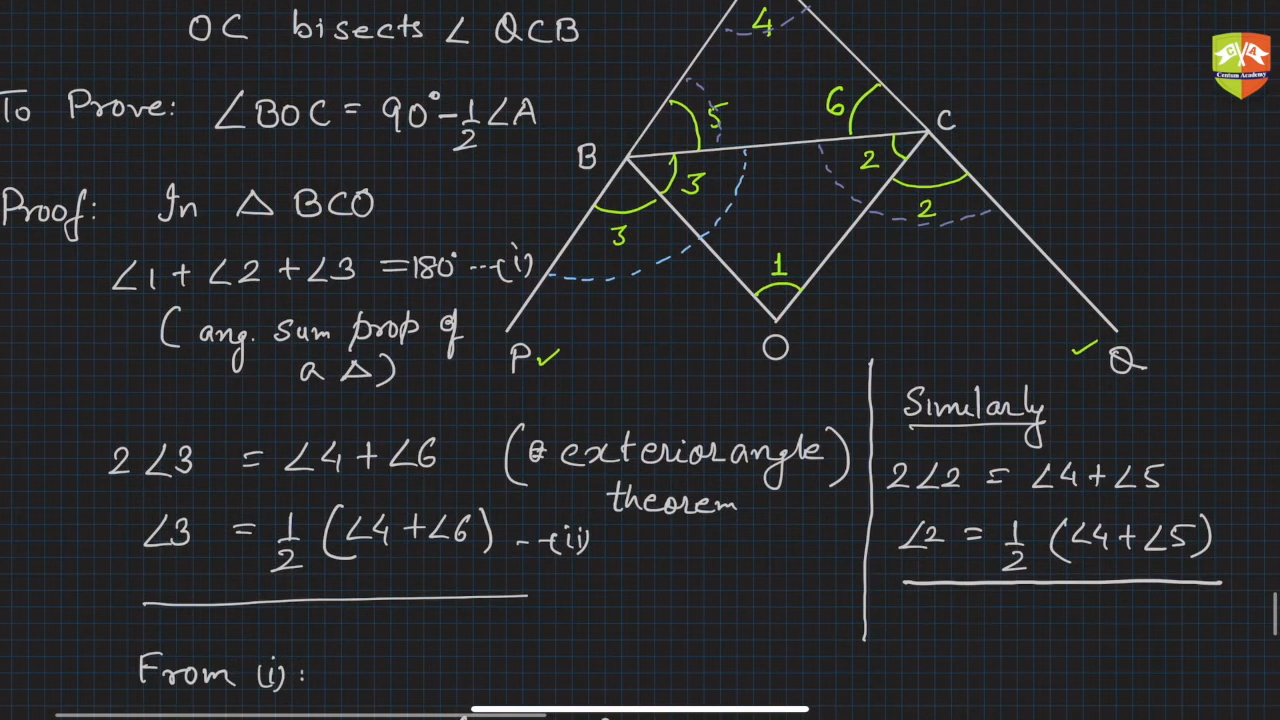 OC bisects ∠ QCB
To Prove: ∠BOC = 90° - 1/2 ∠A
Proof: In △ BCO
∠1 + ∠2 + ∠3 = 180° ---(i)
( ang. sum prop of
a △)
2 ∠3 = ∠4 + ∠6 ( exterior angle )
theorem
∠3 = 1/2 (∠4 + ∠6) ---(ii)
From (i) :
4
5
6
B
C
3
2
3
2
1
P ✓
O
✓ Q
Similarly
2∠2 = ∠4 + ∠5
∠2 = 1/2 (∠4 + ∠5)
C A
Centum Academy